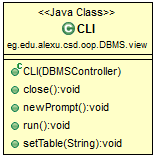 <<Java Class>>
CLI
eg.edu.alexu.csd.oop.DBMS.view
CLI(DBMSController)
close():void
newPrompt():void
run():void
setTable(String):void